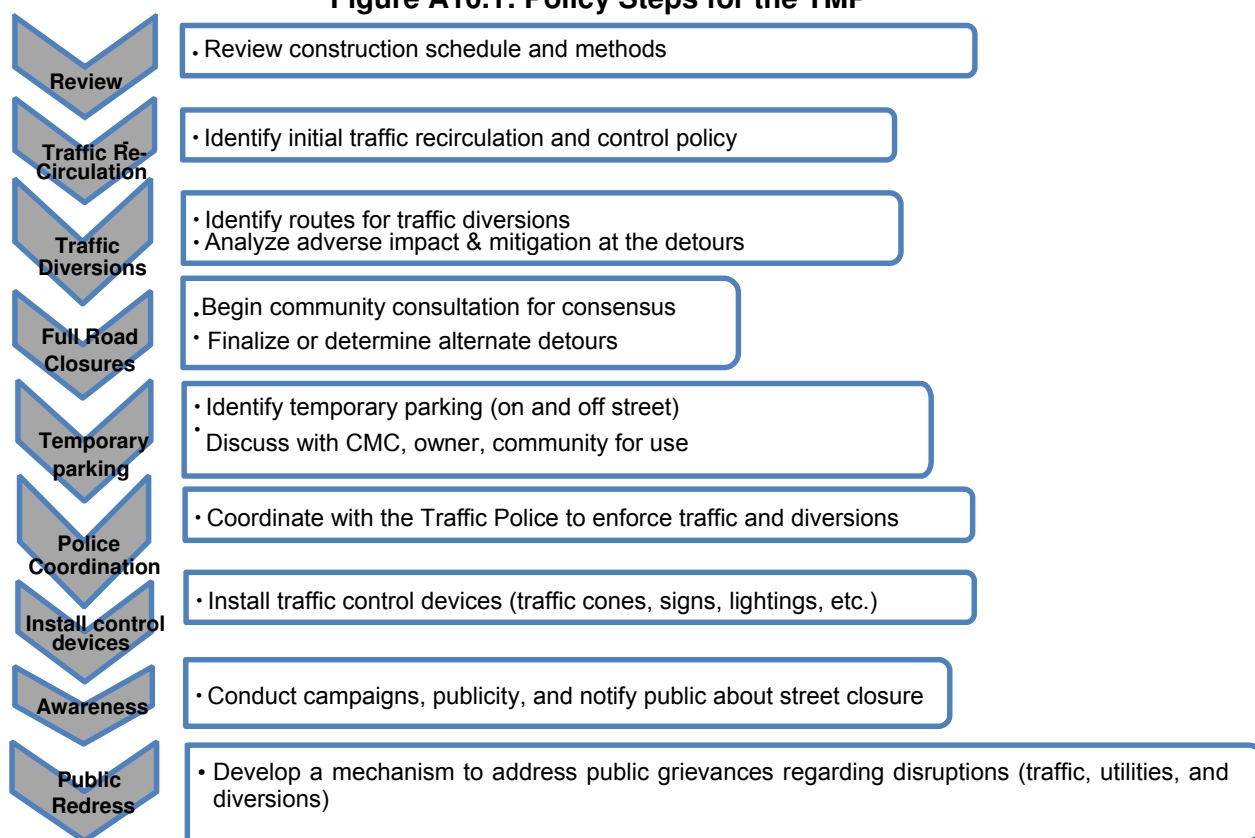 Figure A10.1: Policy Steps for the TMP
Review
• Review construction schedule and methods
Traffic Re-
Circulation
• Identify initial traffic recirculation and control policy
Traffic
Diversions
• Identify routes for traffic diversions
• Analyze adverse impact & mitigation at the detours
Full Road
Closures
• Begin community consultation for consensus
• Finalize or determine alternate detours
Temporary
parking
• Identify temporary parking (on and off street)
• Discuss with CMC, owner, community for use
Police
Coordination
• Coordinate with the Traffic Police to enforce traffic and diversions
Install control
devices
• Install traffic control devices (traffic cones, signs, lightings, etc.)
Awareness
• Conduct campaigns, publicity, and notify public about street closure
Public
Redress
• Develop a mechanism to address public grievances regarding disruptions (traffic, utilities, and
diversions)